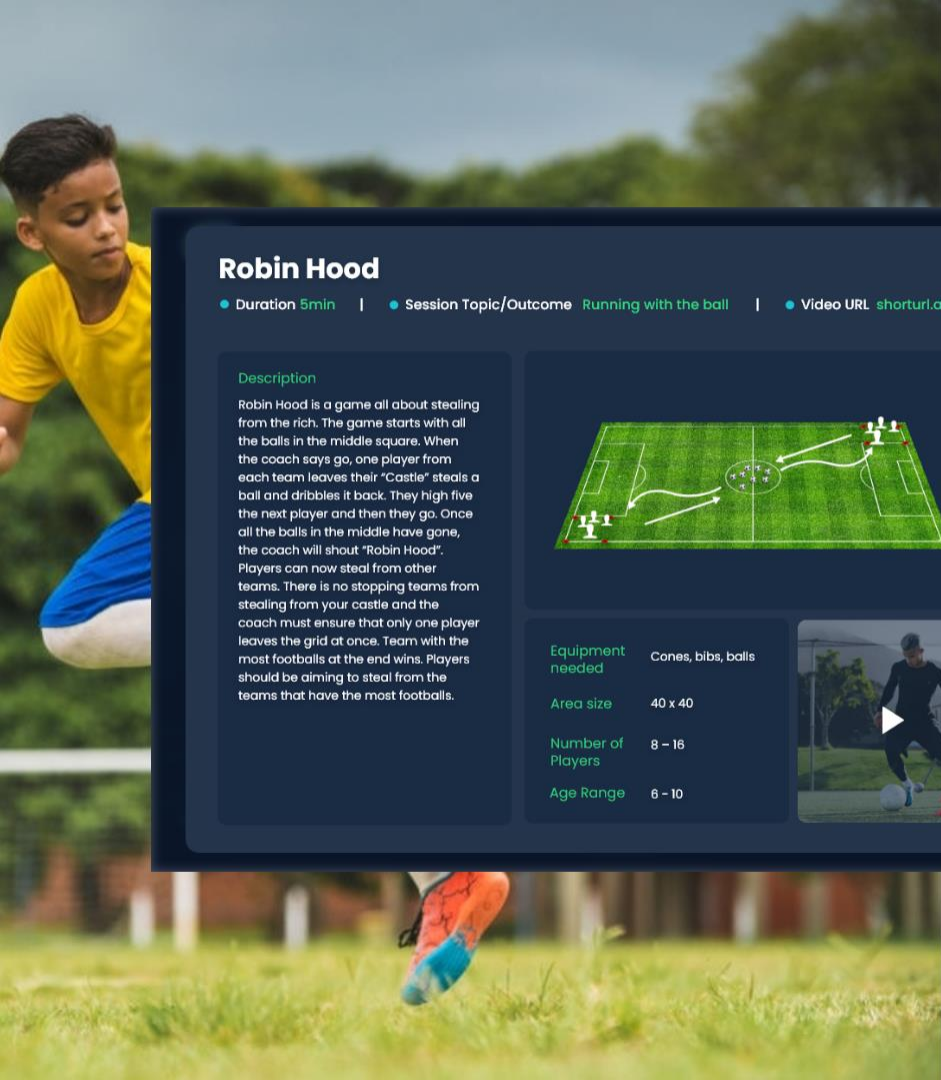 Robin Hood
Duration 5min | Session Topic/Outcome Running with the ball | Video URL
Description
Robin Hood is a game all about stealing
from the rich. The game starts with all
the balls in the middle square. When
the coach says go, one player from
each team leaves their “Castle” steals a
ball and dribbles it back. They high five
the next player and then they go. Once
all the balls in the middle have gone,
the coach will shout “Robin Hood”.
Players can now steal from other
teams. There is no stopping teams from
stealing from your castle and the
coach must ensure that only one player
leaves the grid at once. Team with the
most footballs at the end wins. Players
should be aiming to steal from the
teams that have the most footballs.
Equipment
needed
Cones, bibs, balls
Area size
40 x 40
Number of
Players
8 – 16
Age Range
6 - 10